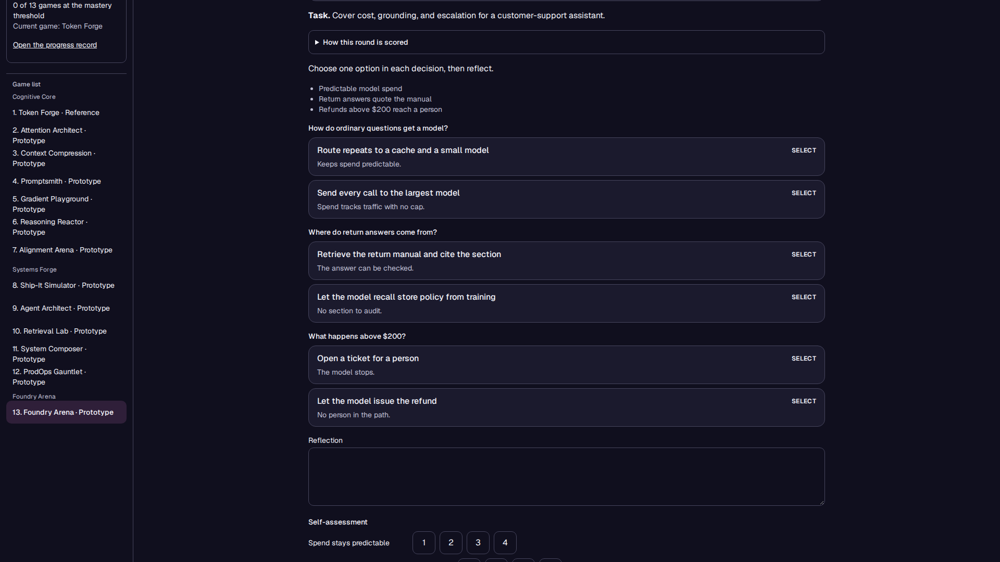 0 of 13 games at the mastery
threshold
Current game: Token Forge
Open the progress record
Game list
Cognitive Core
1. Token Forge · Reference
2. Attention Architect ·
Prototype
3. Context Compression ·
Prototype
4. Promptsmith · Prototype
5. Gradient Playground ·
Prototype
6. Reasoning Reactor ·
Prototype
7. Alignment Arena · Prototype
Systems Forge
8. Ship-It Simulator · Prototype
9. Agent Architect · Prototype
10. Retrieval Lab · Prototype
11. System Composer ·
Prototype
12. ProdOps Gauntlet ·
Prototype
Foundry Arena
13. Foundry Arena · Prototype
Task. Cover cost, grounding, and escalation for a customer-support assistant.
How this round is scored
Choose one option in each decision, then reflect.
Predictable model spend
Return answers quote the manual
Refunds above $200 reach a person
How do ordinary questions get a model?
Route repeats to a cache and a small model SELECT
Keeps spend predictable.
Send every call to the largest model SELECT
Spend tracks traffic with no cap.
Where do return answers come from?
Retrieve the return manual and cite the section SELECT
The answer can be checked.
Let the model recall store policy from training SELECT
No section to audit.
What happens above $200?
Open a ticket for a person SELECT
The model stops.
Let the model issue the refund SELECT
No person in the path.
Reflection
Self-assessment
Spend stays predictable 1 2 3 4